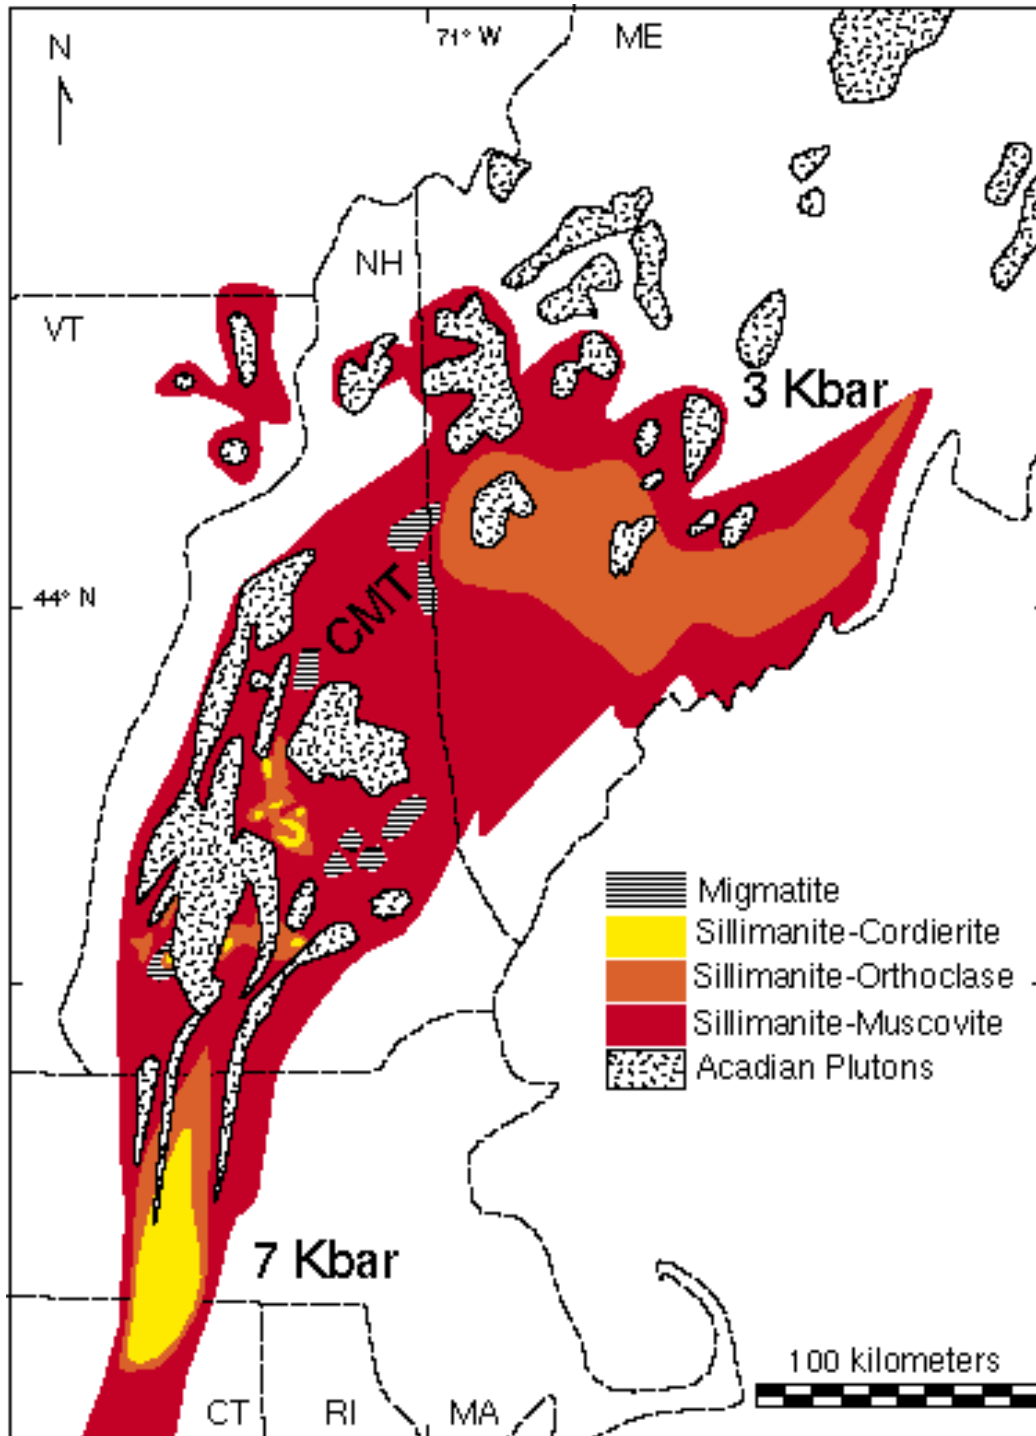 N
71° W
ME
NH
VT
3 Kbar
44° N
CMT
Migmatite
Sillimanite-Cordierite
Sillimanite-Orthoclase
Sillimanite-Muscovite
Acadian Plutons
7 Kbar
100 kilometers
CT
RI
MA